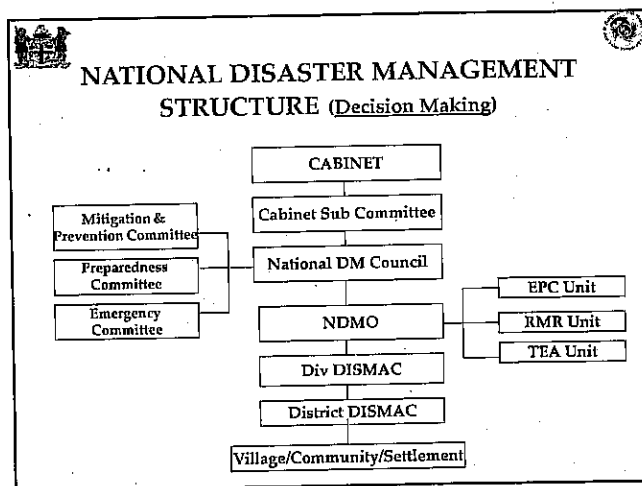 NATIONAL DISASTER MANAGEMENT
STRUCTURE (Decision Making)
CABINET
Cabinet Sub Committee
Mitigation &
Prevention Committee
National DM Council
Preparedness
Committee
Emergency
Committee
NDMO
EPC Unit
RMR Unit
TEA Unit
Div DISMAC
District DISMAC
Village/Community/Settlement